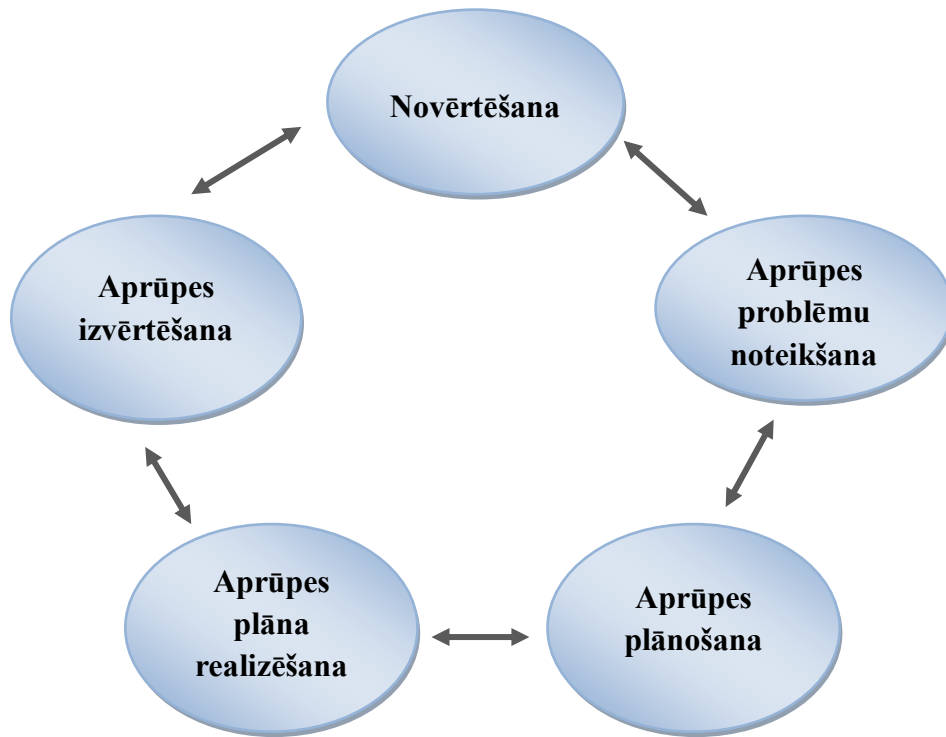 Novērtēšana
Aprūpes
problēmu
noteikšana
Aprūpes
plānošana
Aprūpes
plāna
realizēšana
Aprūpes
izvērtēšana